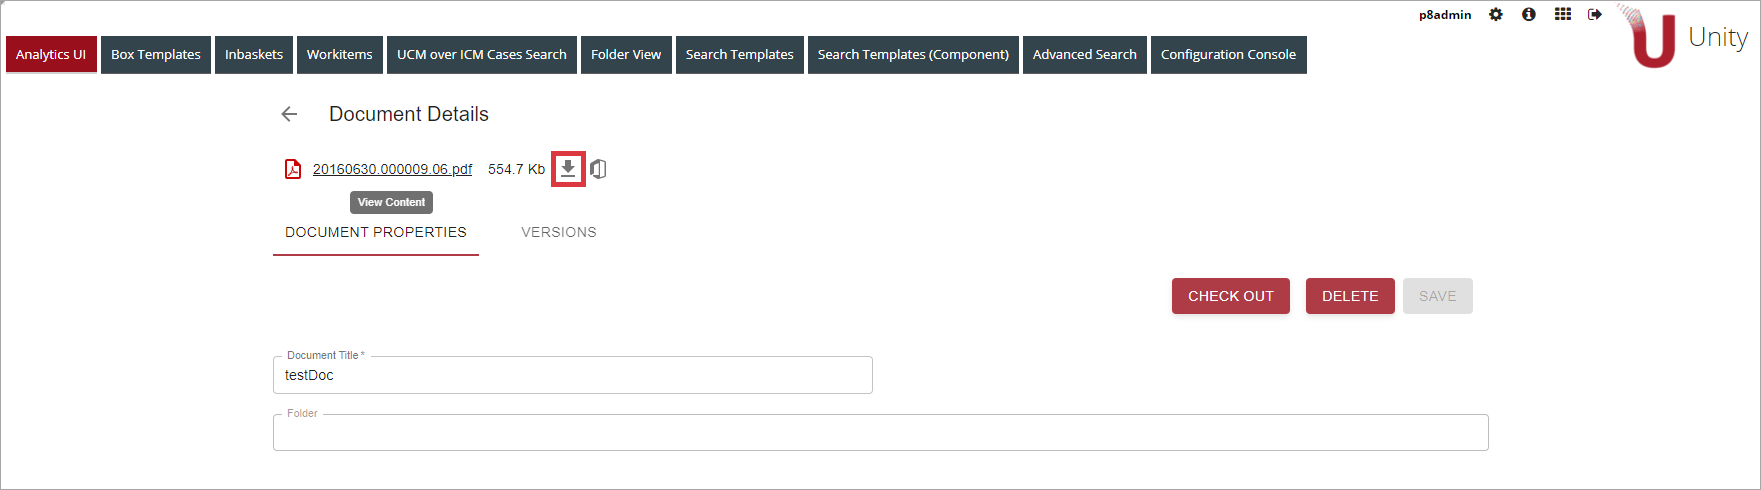 p8admin
Unity
Analytics UI Box Templates Inbaskets Workitems UCM over ICM Cases Search Folder View Search Templates Search Templates (Component) Advanced Search Configuration Console
Document Details
20160630.000009.06.pdf 554.7 Kb
View Content
DOCUMENT PROPERTIES VERSIONS
CHECK OUT DELETE SAVE
Document Title *
testDoc
Folder